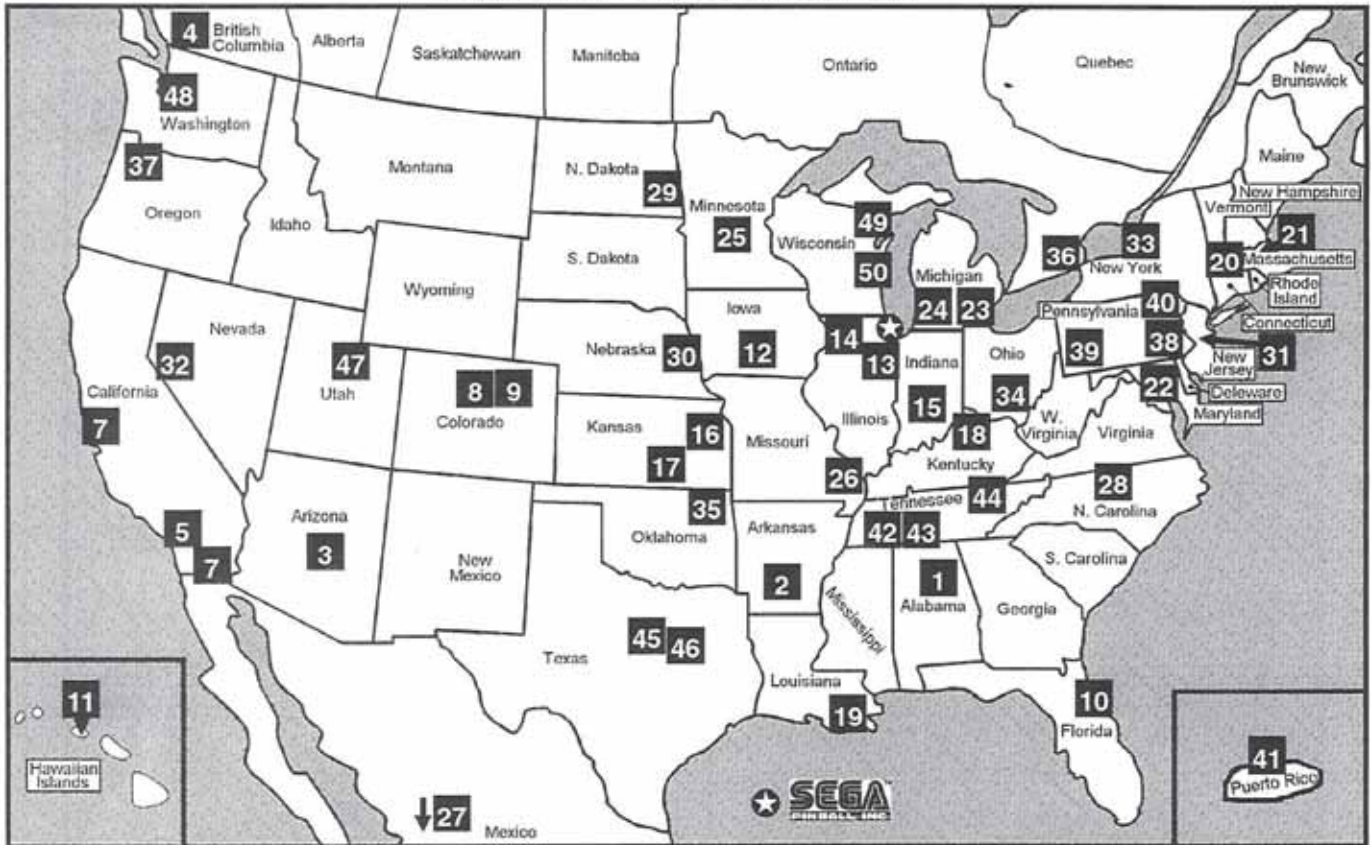 4
British
Columbia
Alberta
Saskatchewan
Manitoba
Ontario
Quebec
New
Brunswick
48
Washington
37
Oregon
Idaho
Montana
N. Dakota
29
Minnesota
25
Wisconsin
49
50
Michigan
24
23
36
33
New York
Maine
New Hampshire
Vermont
21
20
Massachusetts
Rhode
Island
Connecticut
S. Dakota
Wyoming
Nevada
32
California
7
Utah
47
8
9
Colorado
Nebraska
30
Iowa
12
14
13
Illinois
Indiana
15
Ohio
34
Pennsylvania
40
39
38
31
New
Jersey
Deleware
22
Maryland
W.
Virginia
Virginia
Kansas
16
17
Missouri
26
18
Kentucky
Tennessee
44
42
43
28
N. Carolina
S. Carolina
5
7
Arizona
3
New
Mexico
35
Oklahoma
Arkansas
2
Mississippi
1
Alabama
Georgia
Texas
45
46
Louisiana
19
10
Florida
11
Hawaiian
Islands
27
Mexico
SEGA™
PINBALL, INC.
41
Puerto Rico